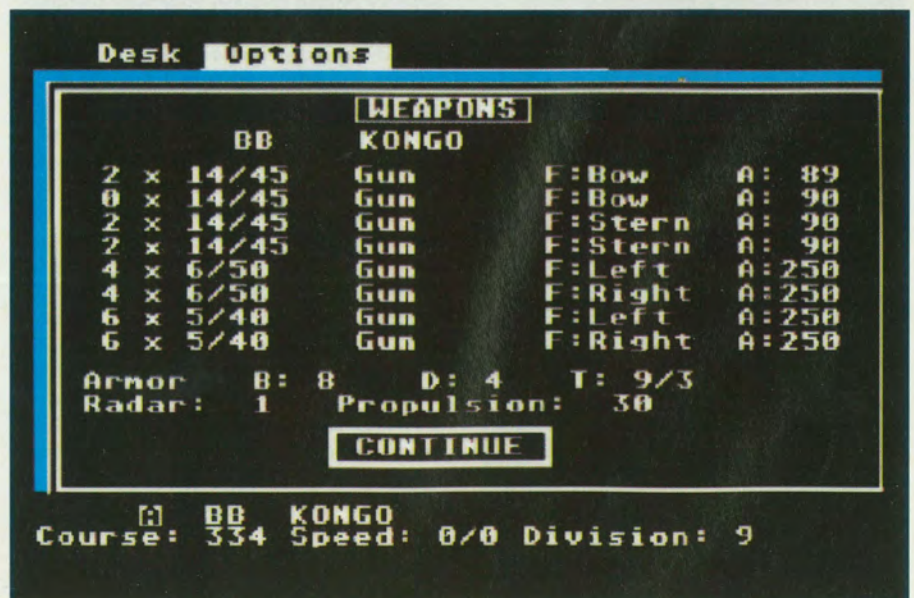 Desk Options
WEAPONS
BB KONGO
2 x 14/45 Gun F:Bow A: 89
0 x 14/45 Gun F:Bow A: 90
2 x 14/45 Gun F:Stern A: 90
2 x 14/45 Gun F:Stern A: 90
4 x 6/50 Gun F:Left A:250
4 x 6/50 Gun F:Right A:250
6 x 5/40 Gun F:Left A:250
6 x 5/40 Gun F:Right A:250
Armor B: 8 D: 4 T: 9/3
Radar: 1 Propulsion: 30
CONTINUE
BB KONGO
Course: 334 Speed: 0/0 Division: 9